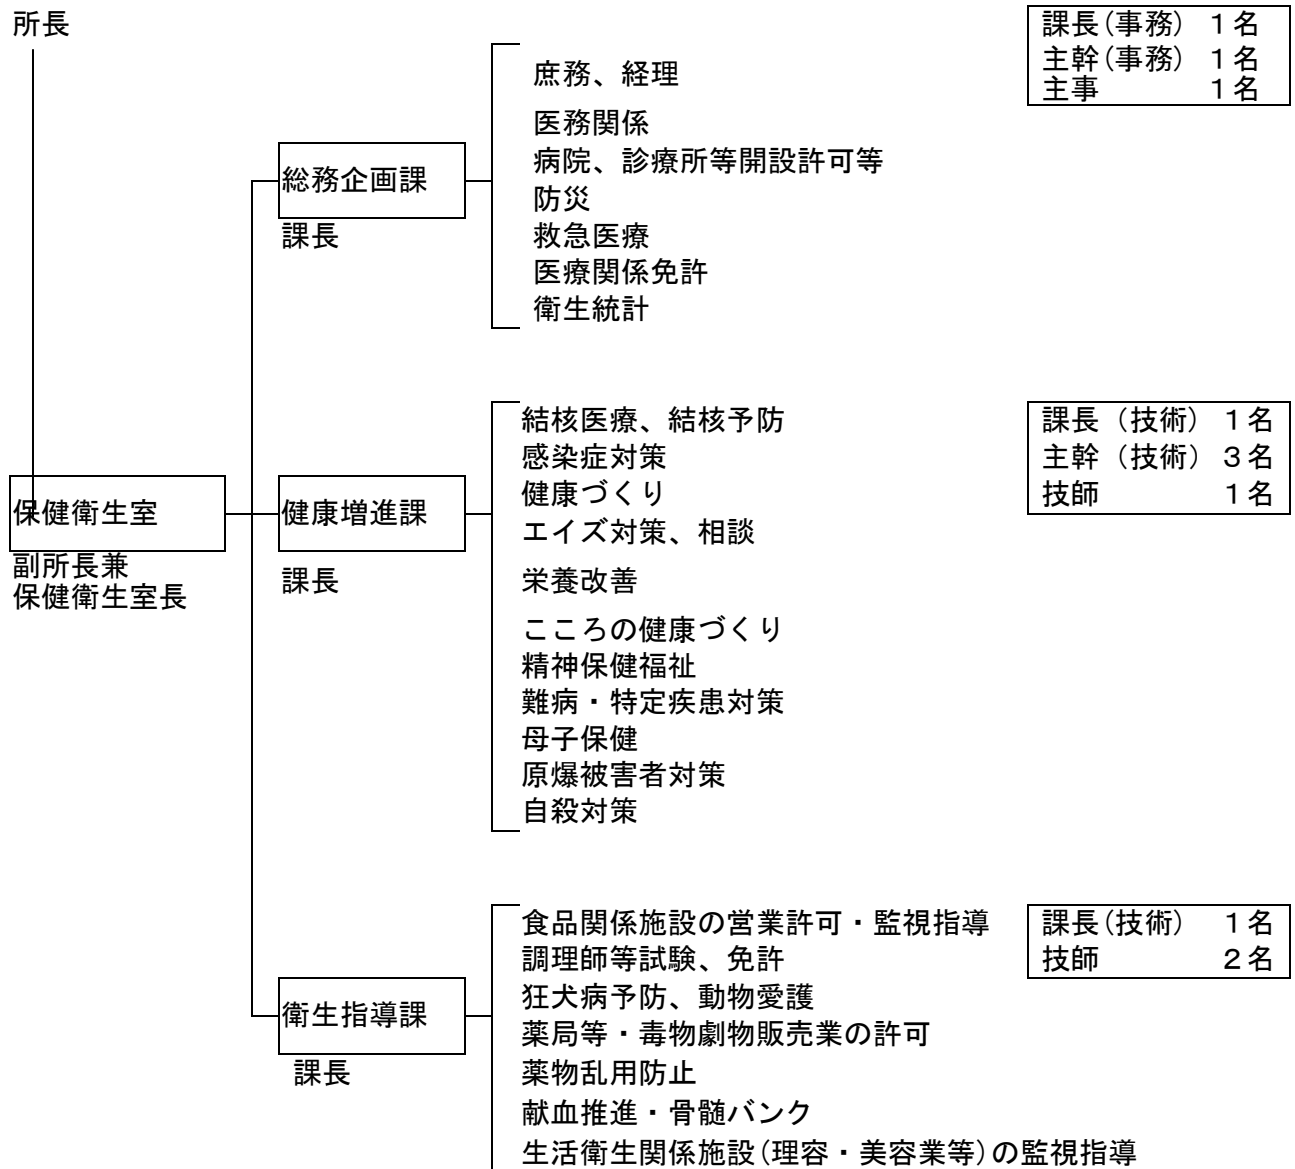 所長
課長(事務) 1名
主幹(事務) 1名
主事 1名
庶務、経理
医務関係
病院、診療所等開設許可等
防災
救急医療
医療関係免許
衛生統計
総務企画課
課長
結核医療、結核予防
感染症対策
健康づくり
エイズ対策、相談
栄養改善
こころの健康づくり
精神保健福祉
難病・特定疾患対策
母子保健
原爆被害者対策
自殺対策
課長(技術) 1名
主幹(技術) 3名
技師 1名
保健衛生室
副所長兼
保健衛生室長
健康増進課
課長
食品関係施設の営業許可・監視指導
調理師等試験、免許
狂犬病予防、動物愛護
薬局等・毒物劇物販売業の許可
薬物乱用防止
献血推進・骨髄バンク
生活衛生関係施設(理容・美容業等)の監視指導
課長(技術) 1名
技師 2名
衛生指導課
課長